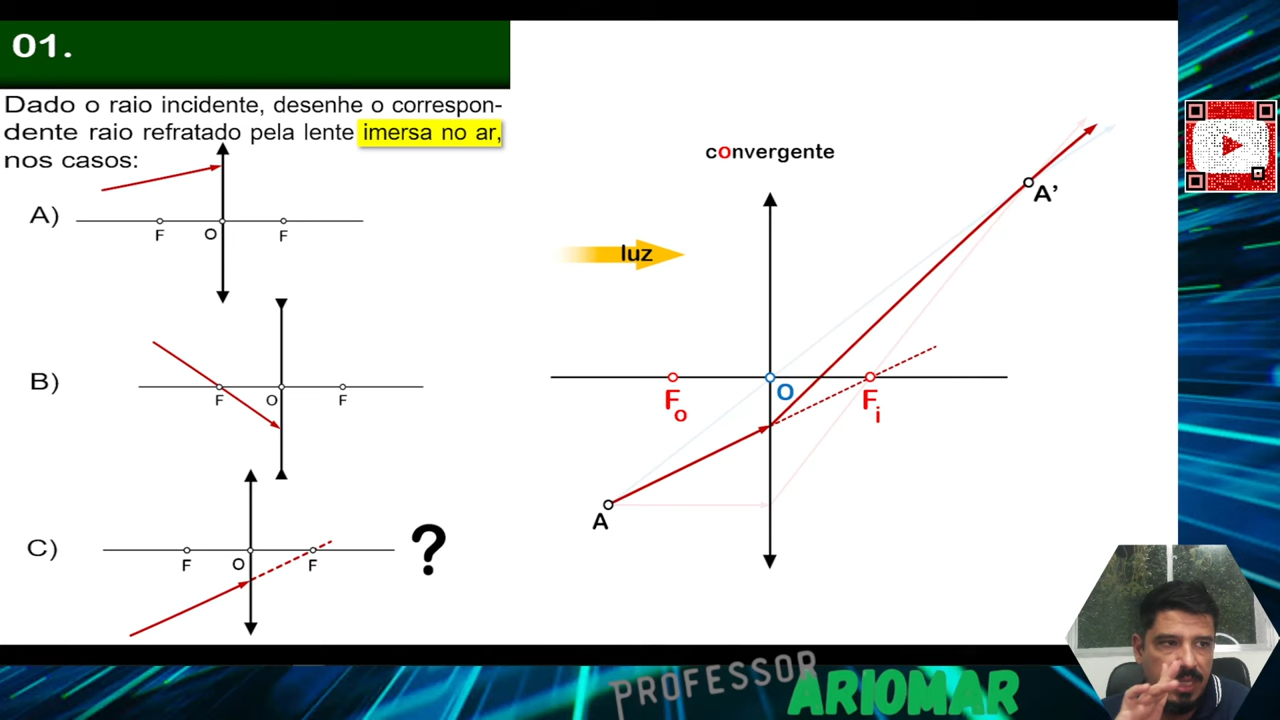 01.
Dado o raio incidente, desenhe o correspon-
dente raio refratado pela lente imersa no ar,
nos casos:
A)
F O F
B)
F O F
C)
F O F
?
convergente
luz
A'
O
Fo
Fi
A
PROFESSOR
ARIOMAR